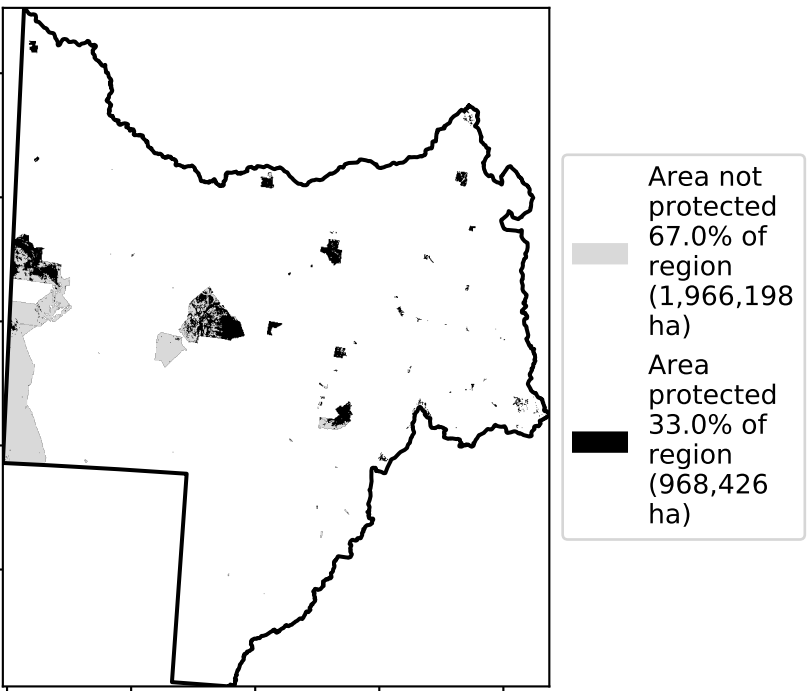 Area not
protected
67.0% of
region
(1,966,198
ha)
Area
protected
33.0% of
region
(968,426
ha)